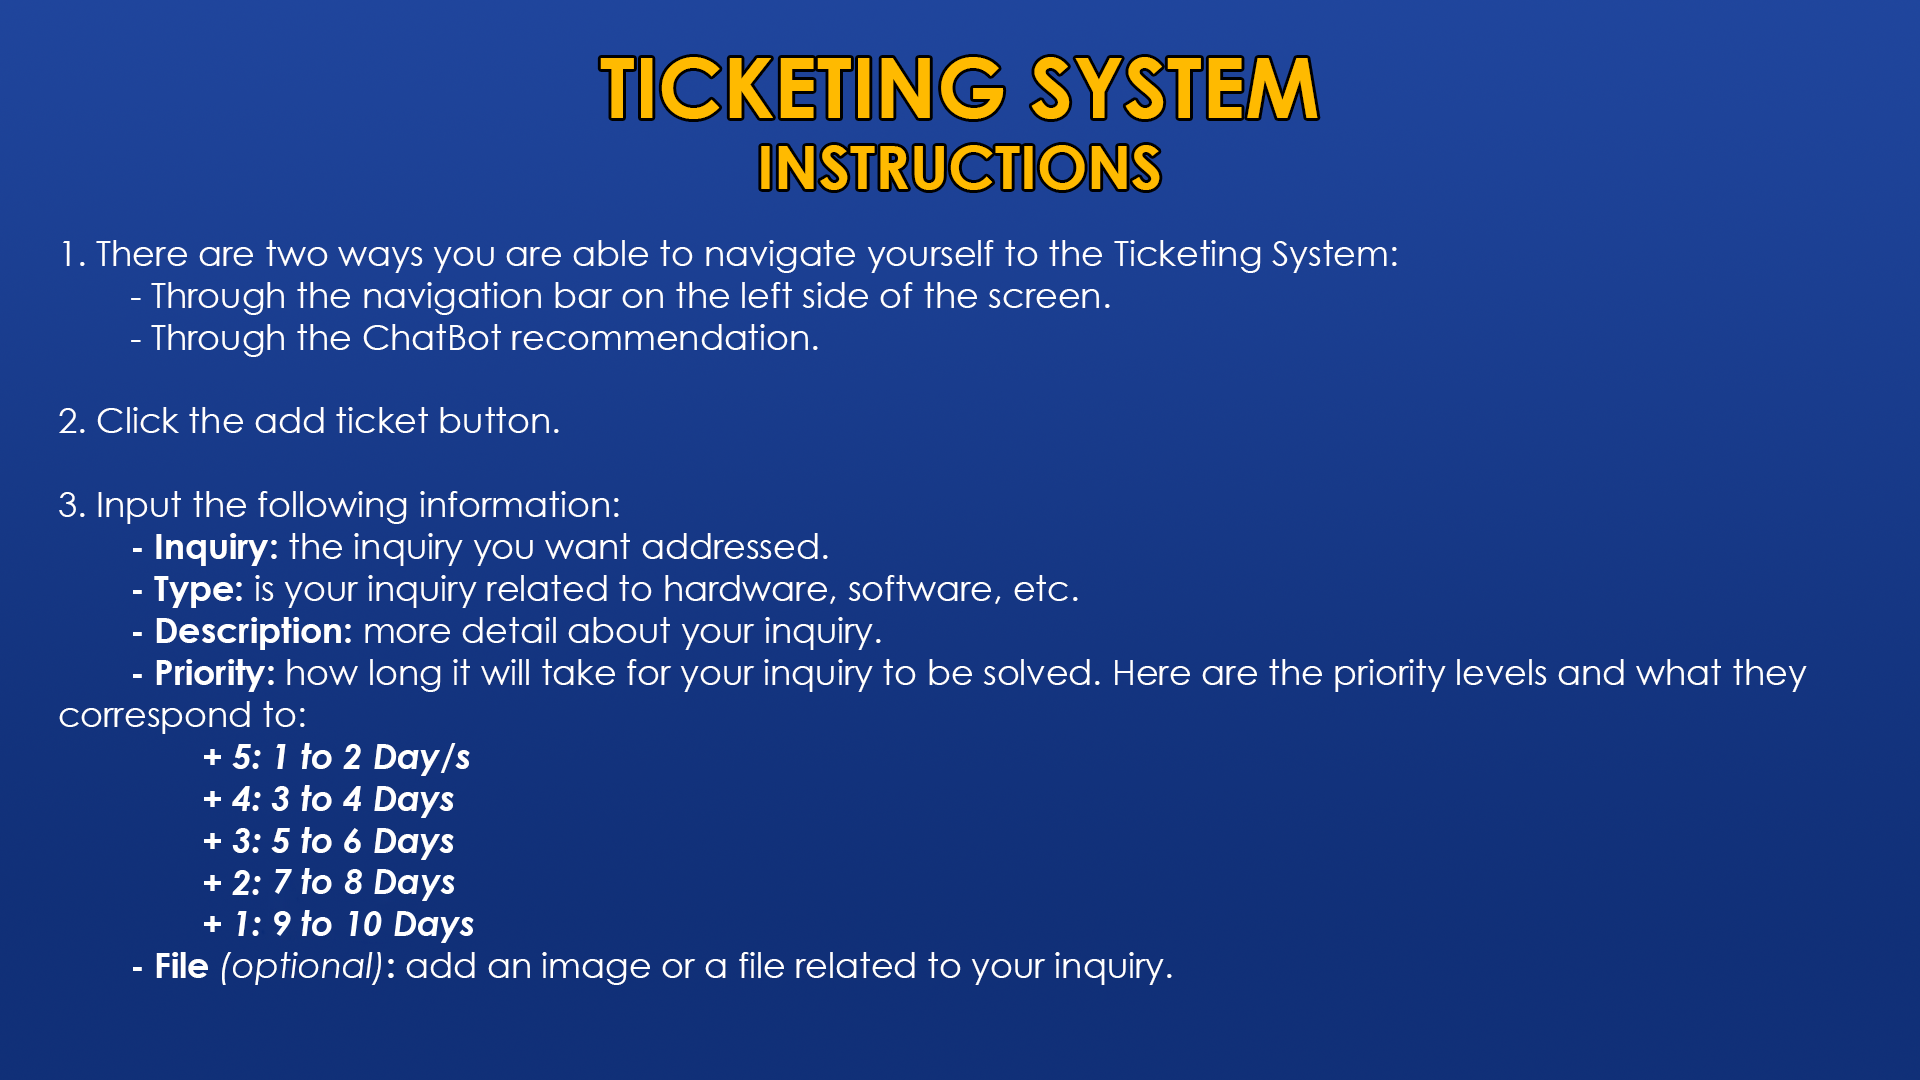 TICKETING SYSTEM
INSTRUCTIONS
1. There are two ways you are able to navigate yourself to the Ticketing System:
- Through the navigation bar on the left side of the screen.
- Through the ChatBot recommendation.
2. Click the add ticket button.
3. Input the following information:
- Inquiry: the inquiry you want addressed.
- Type: is your inquiry related to hardware, software, etc.
- Description: more detail about your inquiry.
- Priority: how long it will take for your inquiry to be solved. Here are the priority levels and what they
correspond to:
+ 5: 1 to 2 Day/s
+ 4: 3 to 4 Days
+ 3: 5 to 6 Days
+ 2: 7 to 8 Days
+ 1: 9 to 10 Days
- File (optional): add an image or a file related to your inquiry.